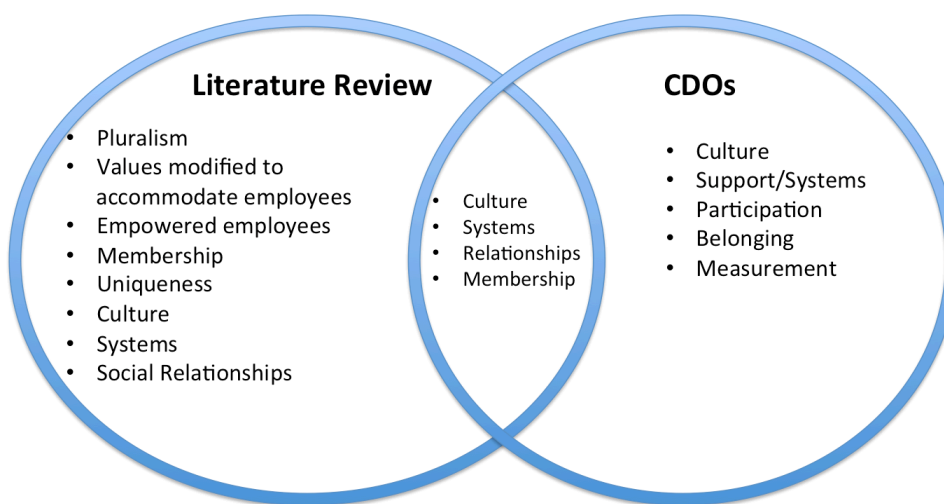 Literature Review
• Pluralism
• Values modified to
accommodate employees
• Empowered employees
• Membership
• Uniqueness
• Culture
• Systems
• Social Relationships
• Culture
• Systems
• Relationships
• Membership
CDOs
• Culture
• Support/Systems
• Participation
• Belonging
• Measurement